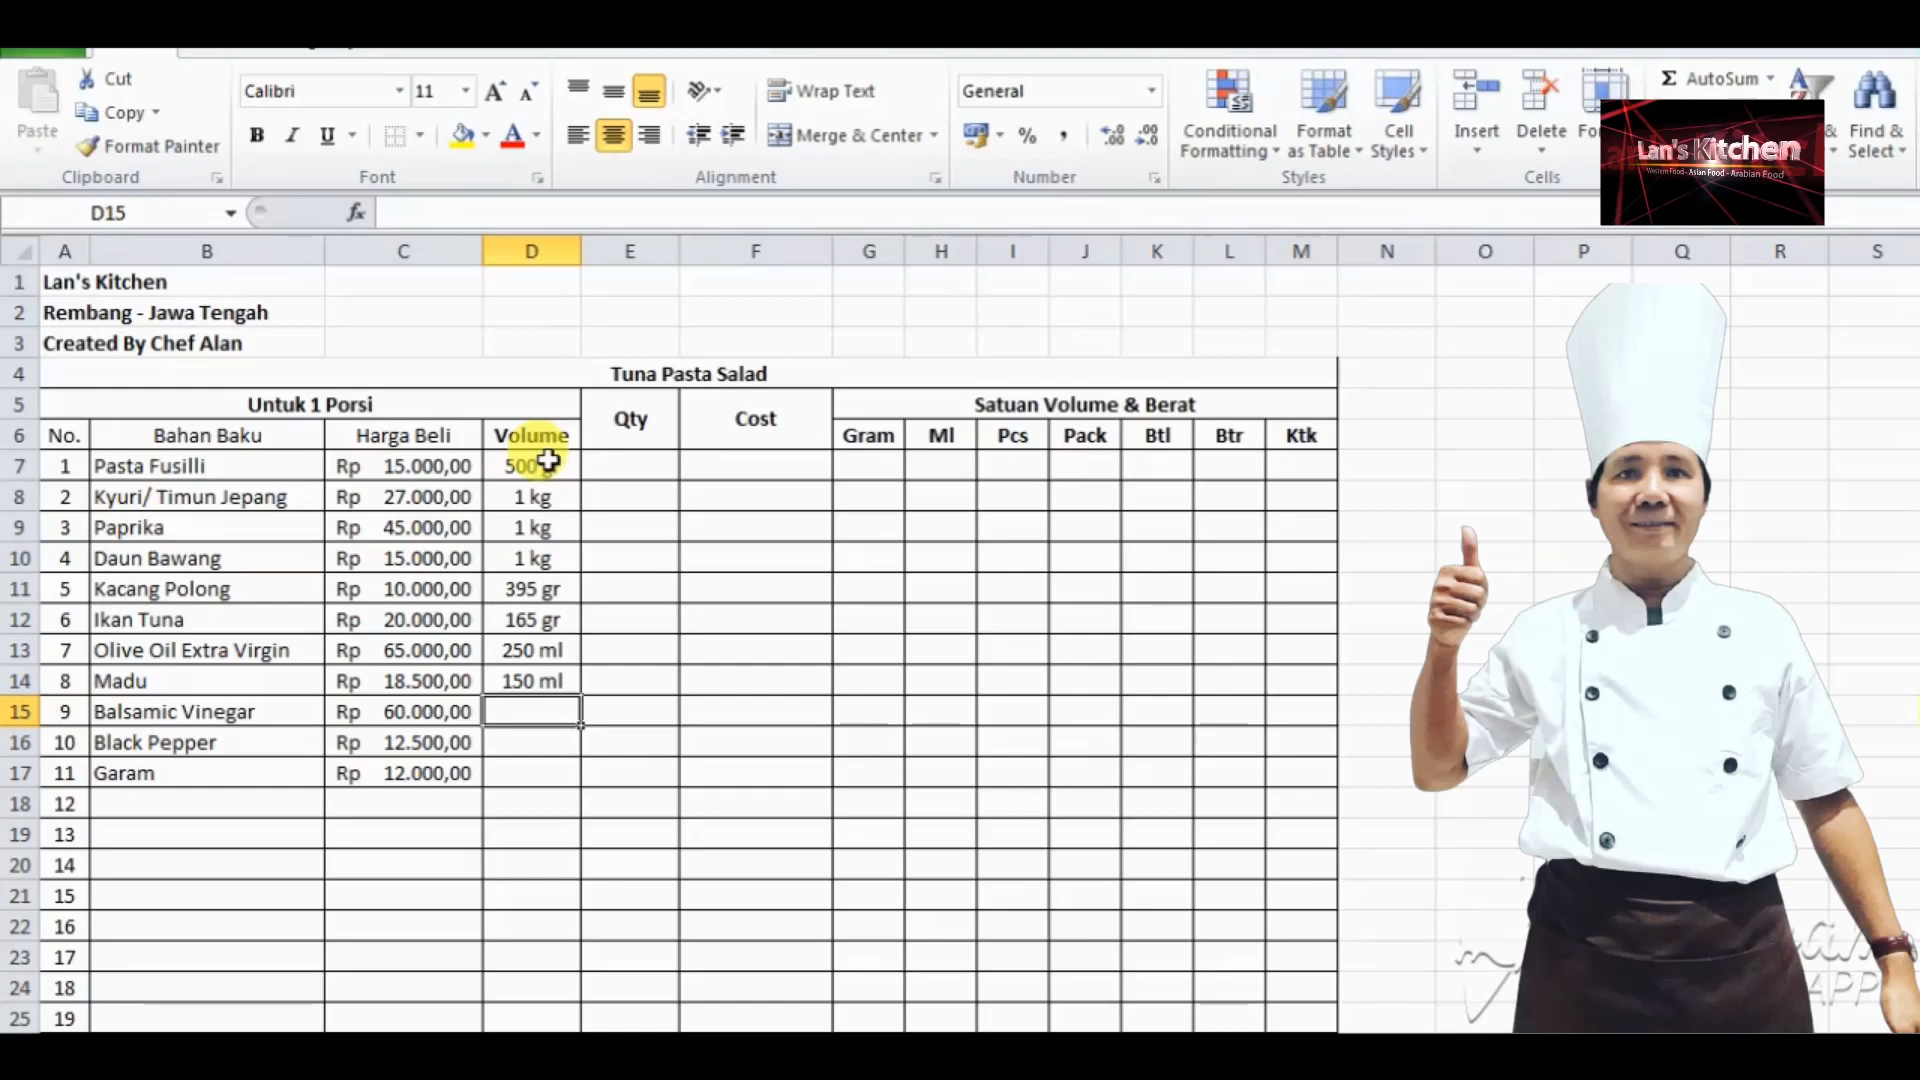 Cut
Copy
Format Painter
Paste
Clipboard
Calibri 11
B I U
Font
Wrap Text
Merge & Center
Alignment
General
%
Number
Conditional Formatting
Format as Table
Cell Styles
Styles
Insert
Delete
Cells
Σ AutoSum
Find & Select
Lan's Kitchen
Western Food - Asian Food - Arabian Food
D15
fx
A B C D E F G H I J K L M N O P Q R S
1 Lan's Kitchen
2 Rembang - Jawa Tengah
3 Created By Chef Alan
4 Tuna Pasta Salad
5 Untuk 1 Porsi Qty Cost Satuan Volume & Berat
6 No. Bahan Baku Harga Beli Volume Gram Ml Pcs Pack Btl Btr Ktk
7 1 Pasta Fusilli Rp 15.000,00 500
8 2 Kyuri/ Timun Jepang Rp 27.000,00 1 kg
9 3 Paprika Rp 45.000,00 1 kg
10 4 Daun Bawang Rp 15.000,00 1 kg
11 5 Kacang Polong Rp 10.000,00 395 gr
12 6 Ikan Tuna Rp 20.000,00 165 gr
13 7 Olive Oil Extra Virgin Rp 65.000,00 250 ml
14 8 Madu Rp 18.500,00 150 ml
15 9 Balsamic Vinegar Rp 60.000,00
16 10 Black Pepper Rp 12.500,00
17 11 Garam Rp 12.000,00
18 12
19 13
20 14
21 15
22 16
23 17
24 18
25 19